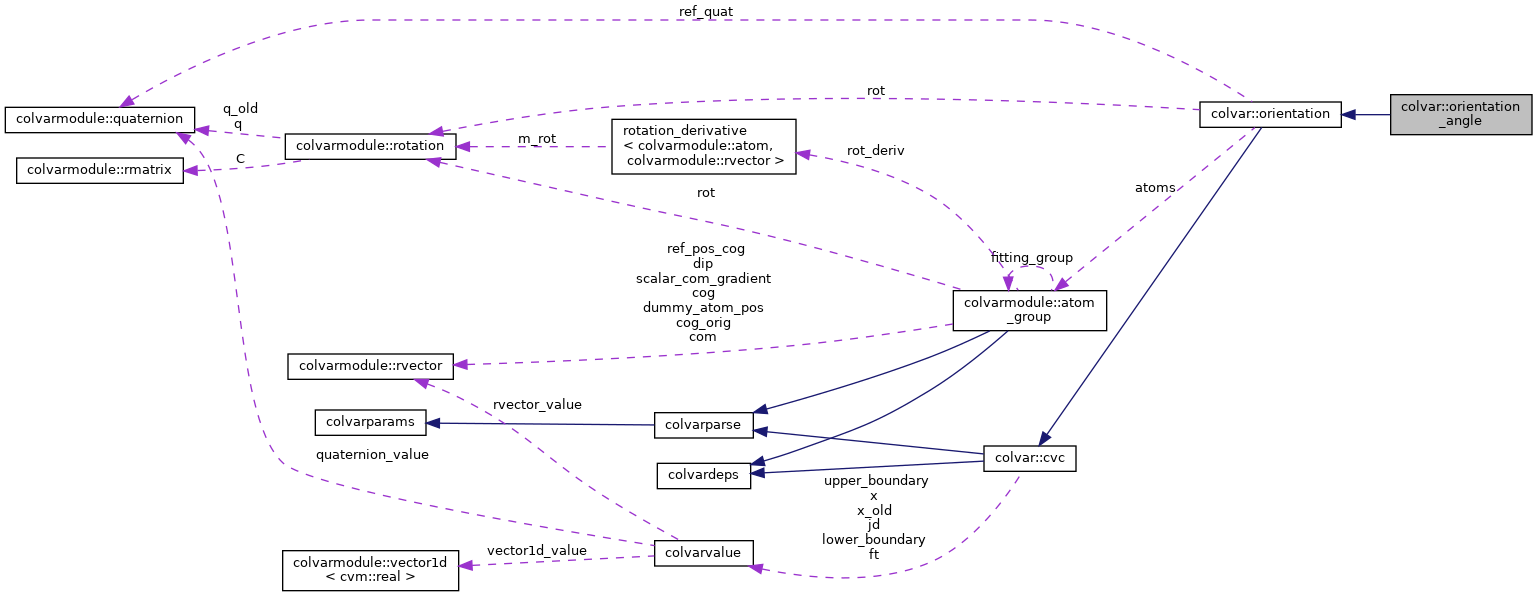 ref_quat
colvar::orientation
_angle
rot
colvar::orientation
colvarmodule::quaternion
q_old
q
colvarmodule::rotation
m_rot
rotation_derivative
< colvarmodule::atom,
colvarmodule::rvector >
rot_deriv
C
colvarmodule::rmatrix
rot
atoms
ref_pos_cog
dip
scalar_com_gradient
cog
dummy_atom_pos
cog_orig
com
fitting_group
colvarmodule::atom
_group
colvarmodule::rvector
rvector_value
colvarparams
colvarparse
colvar::cvc
quaternion_value
colvardeps
upper_boundary
x
x_old
jd
lower_boundary
ft
vector1d_value
colvarvalue
colvarmodule::vector1d
< cvm::real >